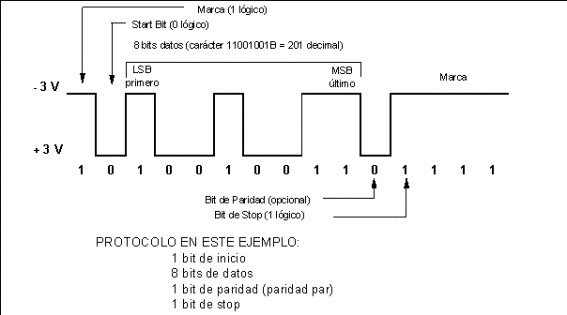 Marca (1 lógico)
Start Bit (0 lógico)
8 bits datos (carácter 11001001B = 201 decimal)
LSB primero
MSB último
Marca
- 3 V
+ 3 V
1 0 1 0 0 1 0 0 1 1 0 1 1 1 1
Bit de Paridad (opcional)
Bit de Stop (1 lógico)
PROTOCOLO EN ESTE EJEMPLO:
1 bit de inicio
8 bits de datos
1 bit de paridad (paridad par)
1 bit de stop